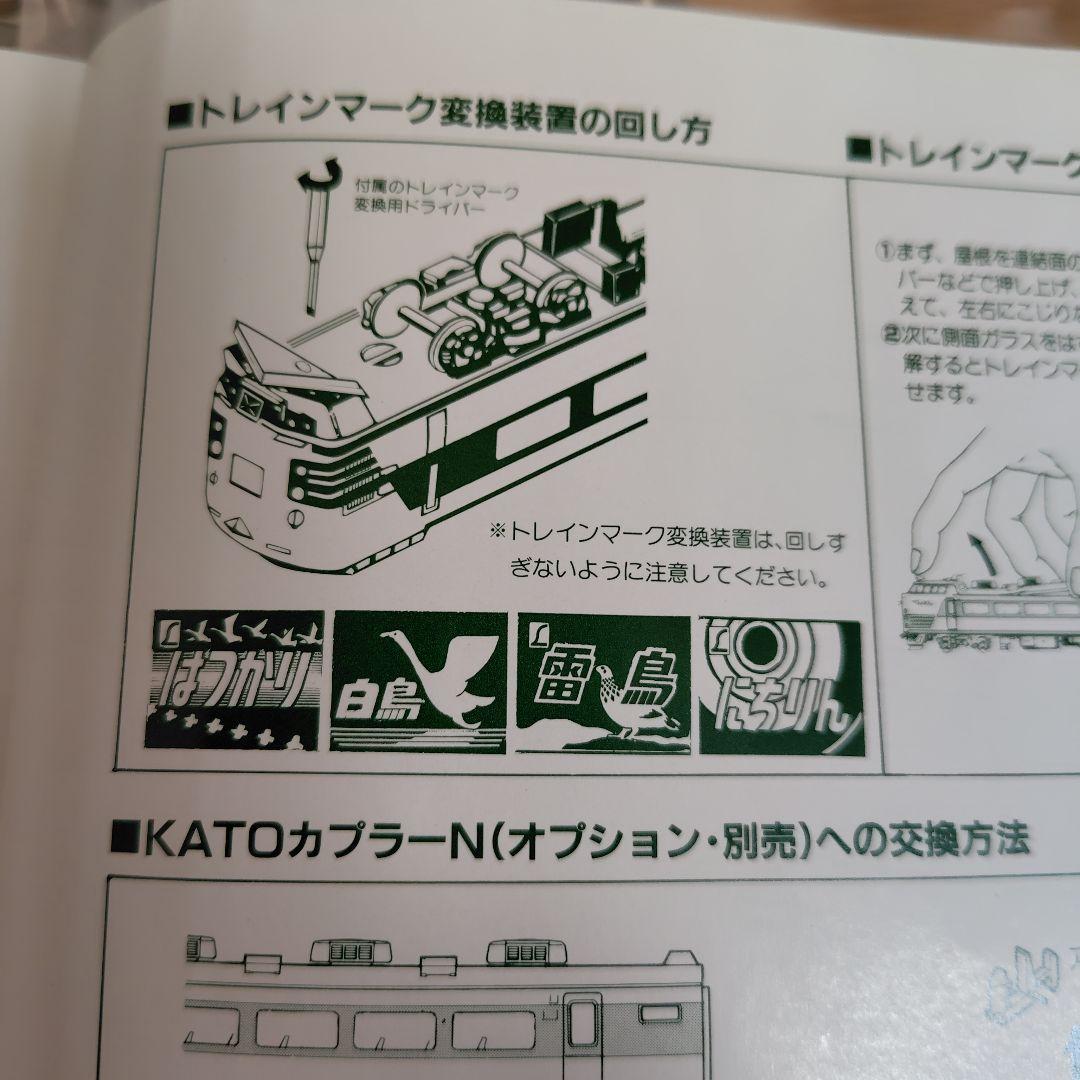 ■トレインマーク変換装置の回し方
付属のトレインマーク
変換用ドライバー
※トレインマーク変換装置は、回しす
ぎないように注意してください。
はつかり
白鳥
雷鳥
にちりん
■トレインマーク
①まず、屋根を連結面の
バーなどで押し上げ、
えて、左右にこじりな
②次に側面ガラスをはず
解するとトレインマ
せます。
■KATOカプラーN(オプション・別売)への交換方法